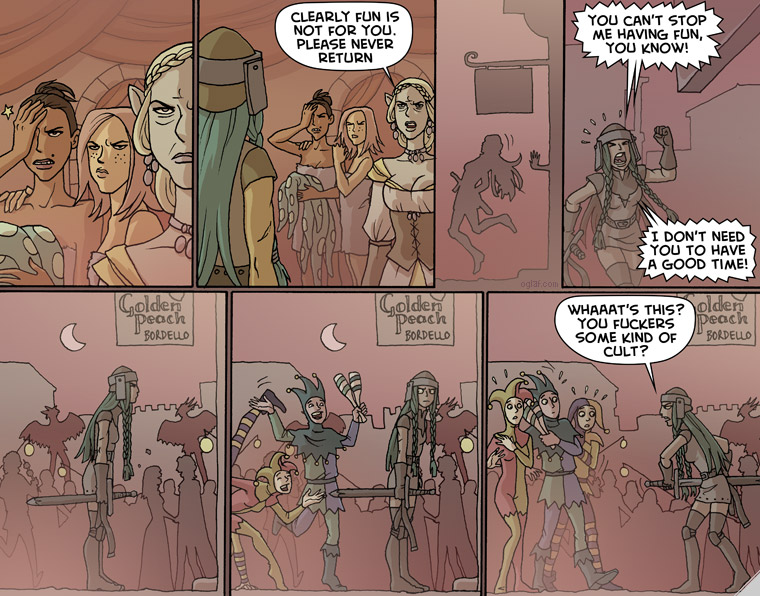 CLEARLY FUN IS
NOT FOR YOU.
PLEASE NEVER
RETURN
YOU CAN'T STOP
ME HAVING FUN,
YOU KNOW!
I DON'T NEED
YOU TO HAVE
A GOOD TIME!
oglaf.com
Golden
Peach
BORDELLO
Golden
Peach
BORDELLO
WHAAAT'S THIS?
YOU FUCKERS
SOME KIND OF
CULT?
olden
Peach
BORDELLO